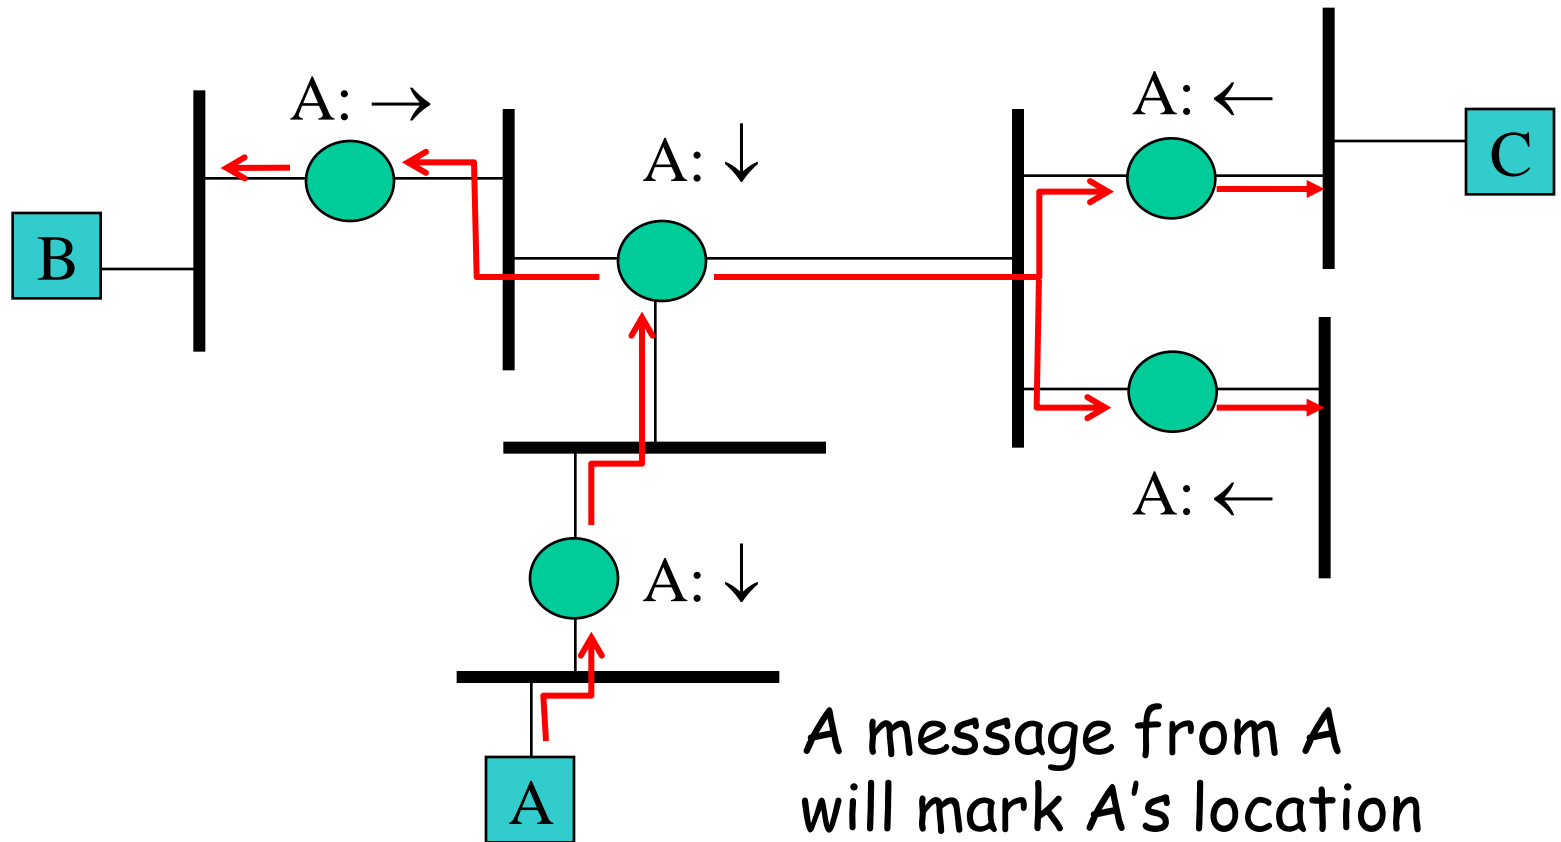 A: →
A: ←
A: ↓
C
B
A: ←
A: ↓
A message from A
will mark A's location
A